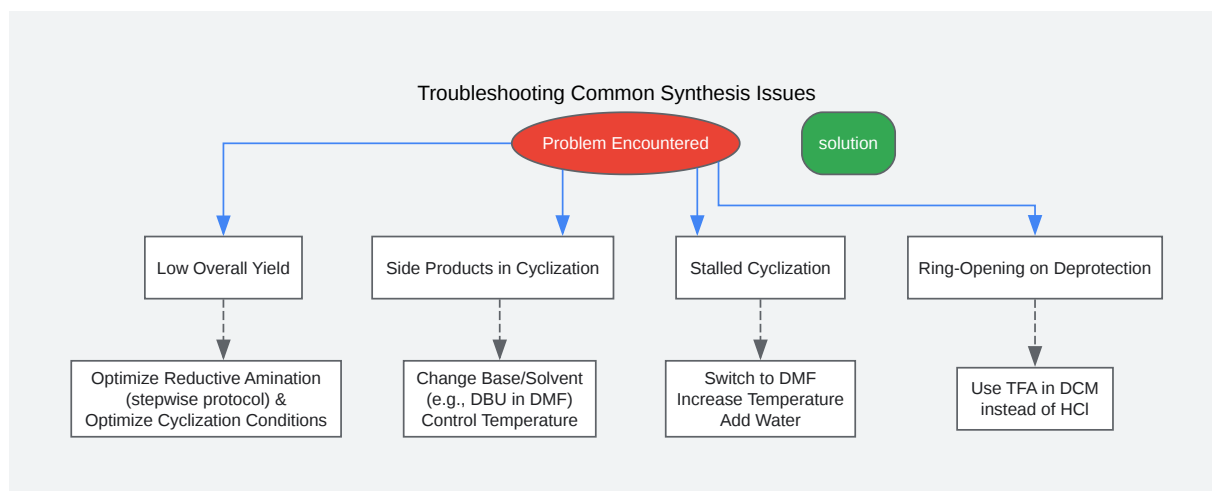 Troubleshooting Common Synthesis Issues
Problem Encountered
solution
Low Overall Yield
Side Products in Cyclization
Stalled Cyclization
Ring-Opening on Deprotection
Optimize Reductive Amination
(stepwise protocol) &
Optimize Cyclization Conditions
Change Base/Solvent
(e.g., DBU in DMF)
Control Temperature
Switch to DMF
Increase Temperature
Add Water
Use TFA in DCM
instead of HCl